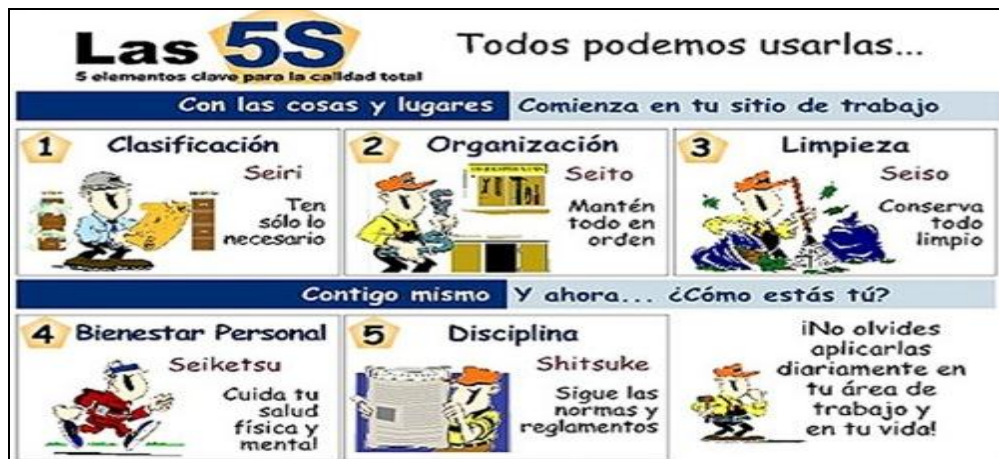 Las 5S
5 elementos clave para la calidad total
Todos podemos usarlas...
Con las cosas y lugares
Comienza en tu sitio de trabajo
1 Clasificación
Seiri
Ten
sólo lo
necesario
2 Organización
Seito
Mantén
todo en
orden
3 Limpieza
Seiso
Conserva
todo
limpio
Contigo mismo
Y ahora... ¿Cómo estás tú?
4 Bienestar Personal
Seiketsu
Cuida tu
salud
física y
mental
5 Disciplina
Shitsuke
Sigue las
normas y
reglamentos
¡No olvides
aplicarlas
diariamente en
tu área de
trabajo y
en tu vida!